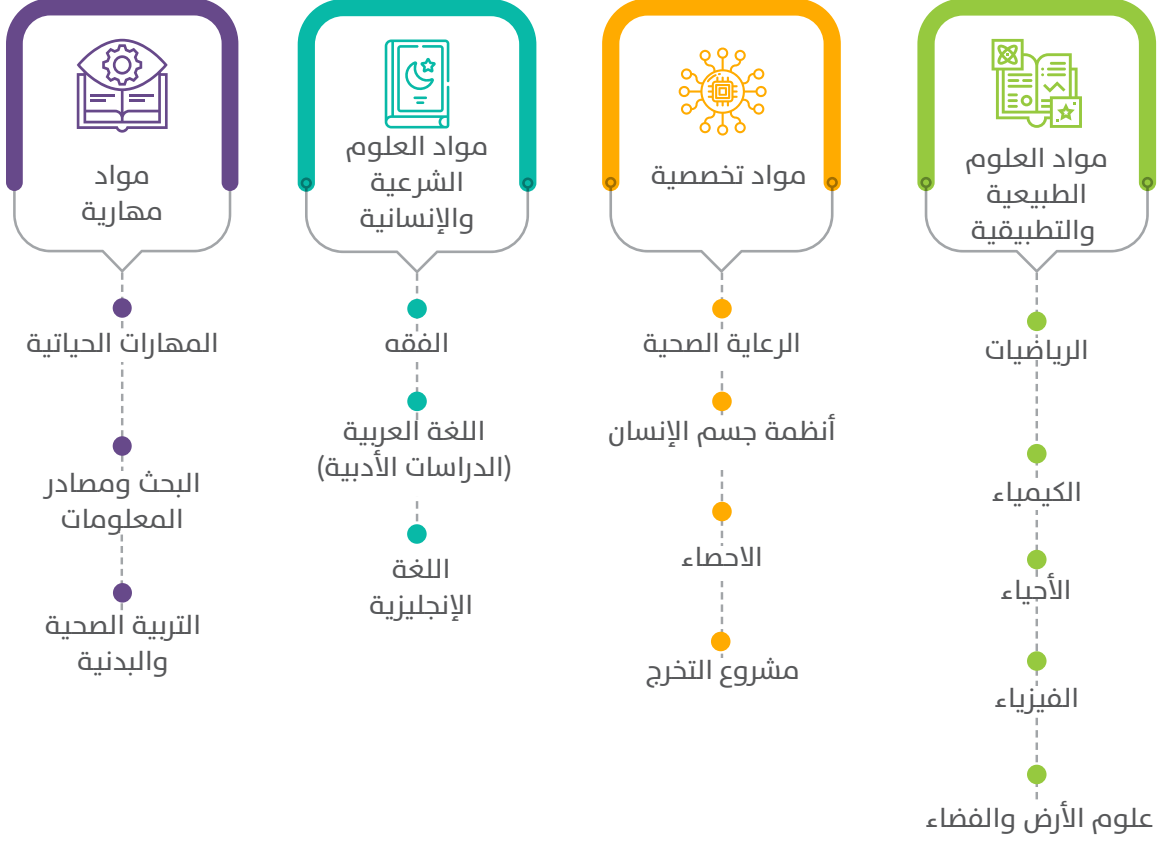 مواد العلوم
الطبيعية
والتطبيقية
الرياضيات
الكيمياء
الأحياء
الفيزياء
علوم الأرض والفضاء
مواد تخصصية
الرعاية الصحية
أنظمة جسم الإنسان
الاحصاء
مشروع التخرج
مواد العلوم
الشرعية
والإنسانية
الفقه
اللغة العربية
(الدراسات الأدبية)
اللغة
الإنجليزية
مواد
مهارية
المهارات الحياتية
البحث ومصادر
المعلومات
التربية الصحية
والبدنية